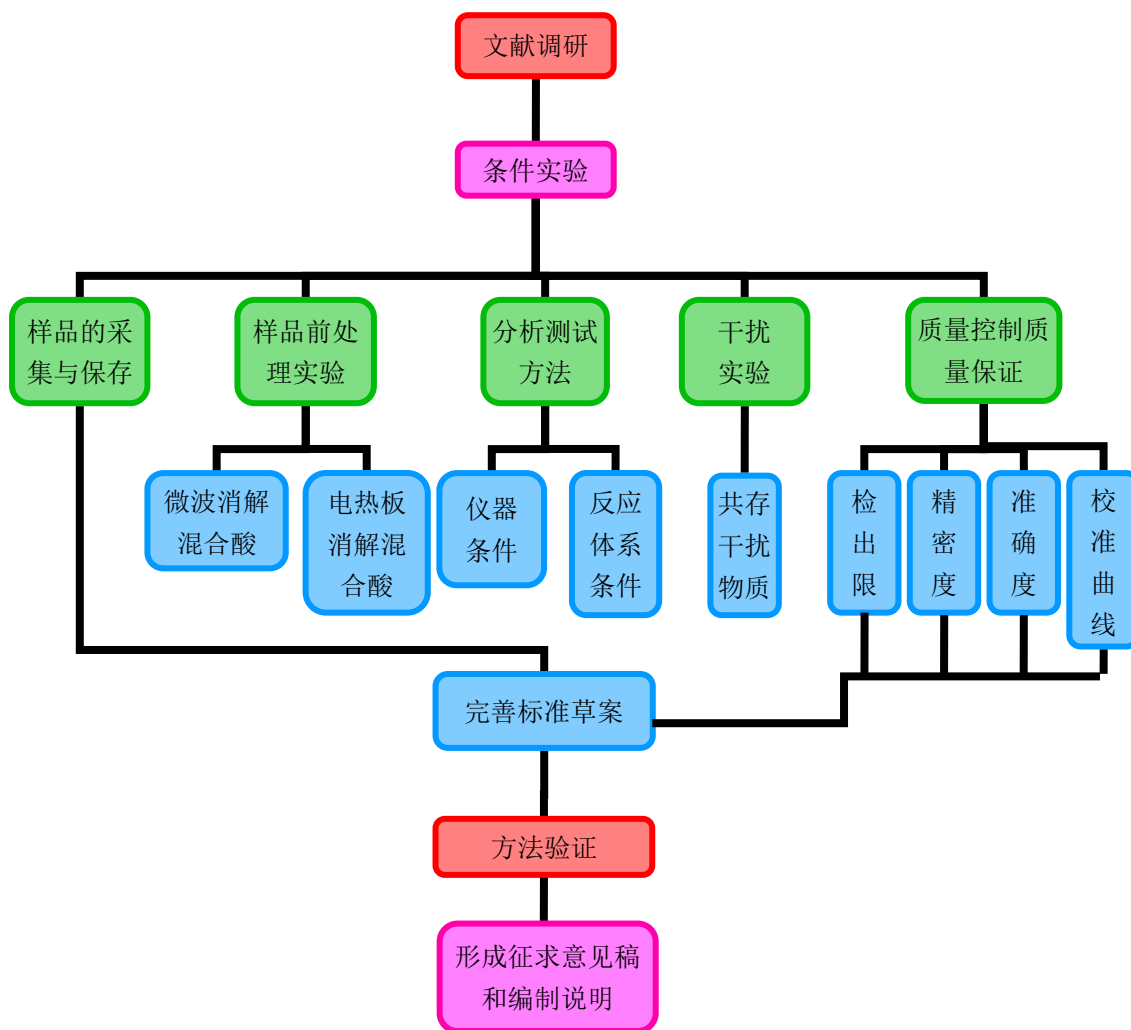 文献调研
条件实验
样品的采
集与保存
样品前处
理实验
分析测试
方法
干扰
实验
质量控制质
量保证
微波消解
混合酸
电热板
消解混
合酸
仪器
条件
反应
体系
条件
共存
干扰
物质
检
出
限
精
密
度
准
确
度
校
准
曲
线
完善标准草案
方法验证
形成征求意见稿
和编制说明